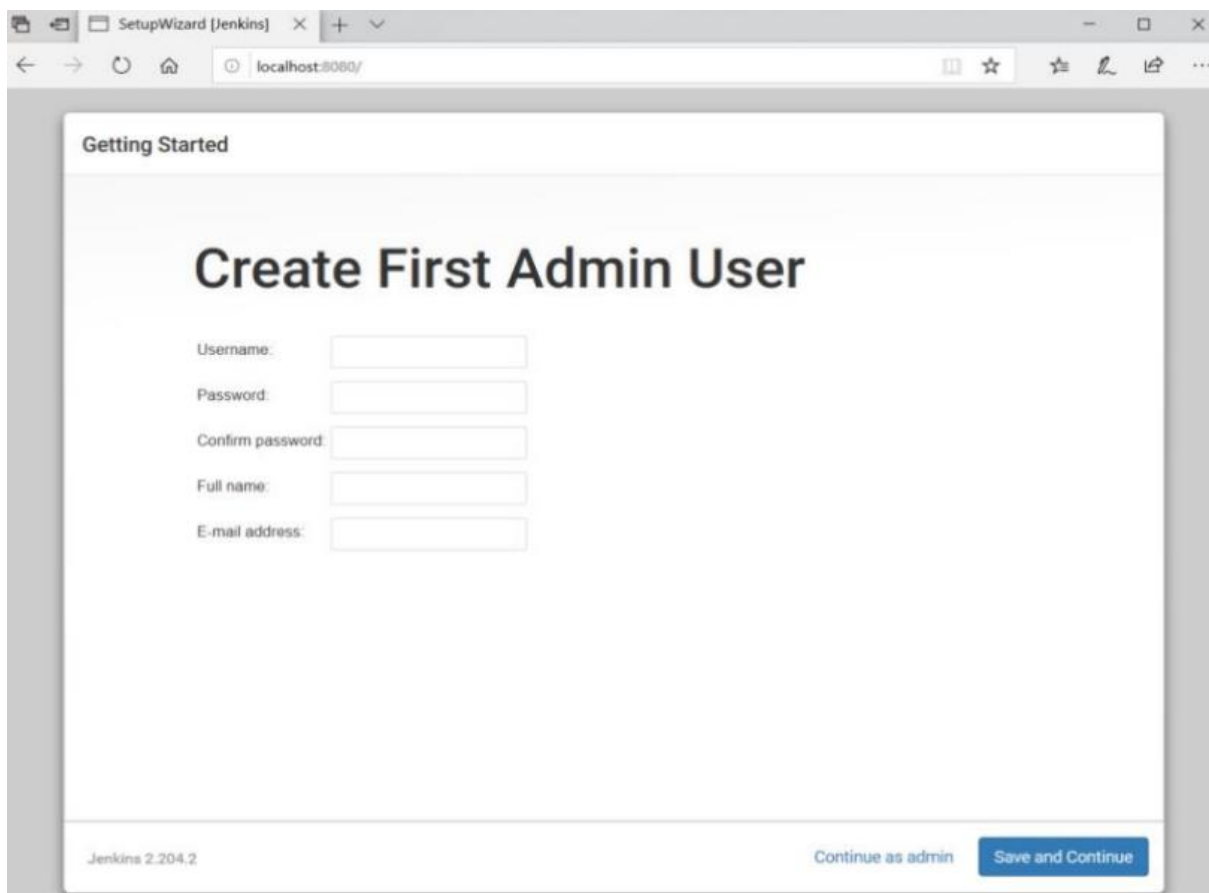 SetupWizard [Jenkins]
localhost:8080/
Getting Started
Create First Admin User
Username:
Password:
Confirm password:
Full name:
E-mail address:
Jenkins 2.204.2
Continue as admin
Save and Continue